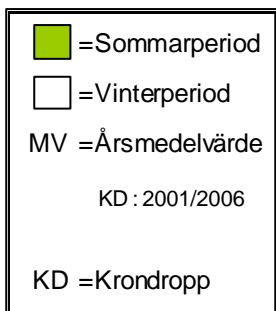 =Sommarperiod
=Vinterperiod
MV =Årsmedelvärde
KD : 2001/2006
KD =Krondropp